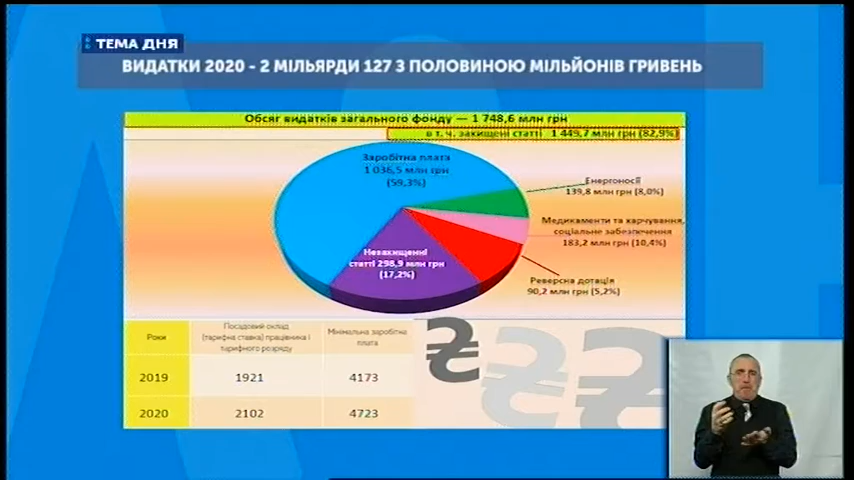 ТЕМА ДНЯ
ВИДАТКИ 2020 - 2 МІЛЬЯРДИ 127 З ПОЛОВИНОЮ МІЛЬЙОНІВ ГРИВЕНЬ
Обсяг видатків загального фонду — 1 748,6 млн грн
в т. ч. захищені статті 1 449,7 млн грн (82,9%)
Заробітна плата
1 036,5 млн грн
(59,3%)
Енергоносії
139,8 млн грн (8,0%)
Медикаменти та харчування,
соціальне забезпечення
183,2 млн грн (10,4%)
Реверсна дотація
90,2 млн грн (5,2%)
Незахищенні
статті 298,9 млн грн
(17,2%)
Роки
Посадовий оклад
(тарифна ставка) працівника і
тарифного розряду
Мінімальна заробітна
плата
2019 1921 4173
2020 2102 4723
₴ ₴ ₴